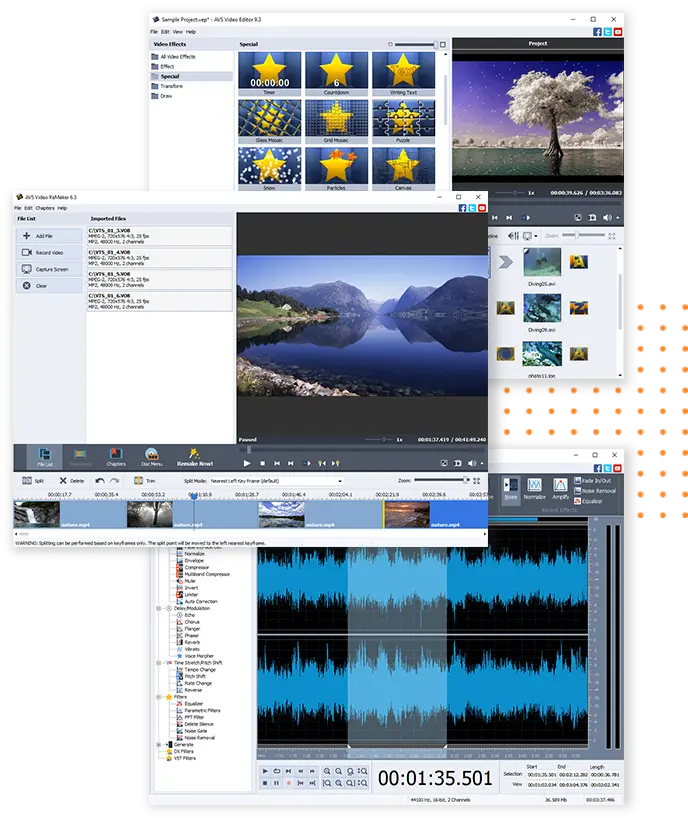 Sample Project.vep* - AVS Video Editor 9.3
File Edit View Help
Video Effects
All Video Effects
Effect
Special
Transform
Draw
Special
00:00:00
6
Text
Timer
Countdown
Writing Text
Glass Mosaic
Grid Mosaic
Puzzle
Snow
Particles
Canvas
Project
1x
00:00:39.626 / 00:03:36.083
Zoom:
Diving05.avi
Diving09.avi
AVS Video ReMaker 6.3
File Edit Chapters Help
File List
Add File
Record Video
Capture Screen
Clear
Imported Files
C:\VTS_01_3.VOB
MPEG-2, 720x576 4:3, 25 fps
MP2, 48000 Hz, 2 channels
C:\VTS_01_4.VOB
MPEG-2, 720x576 4:3, 25 fps
MP2, 48000 Hz, 2 channels
C:\VTS_01_5.VOB
MPEG-2, 720x576 4:3, 25 fps
MP2, 48000 Hz, 2 channels
C:\VTS_01_6.VOB
MPEG-2, 720x576 4:3, 25 fps
MP2, 48000 Hz, 2 channels
Paused
1x
00:01:37.419 / 00:41:49.240
File List
Chapters
Disc Menu
Remake Now!
Split
Delete
Trim
Split Mode: Nearest Left Key Frame (default)
Zoom:
00:00:17.7 00:00:35.4 00:00:53.2 00:01:10.9 00:01:28.7 00:01:46.4 00:02:04.1 00:02:21.9 00:02:39.6 00:02:57
nature.mp4
nature.mp4
nature.mp4
nature.mp4
WARNING: Splitting can be performed based on keyframes only. The split point will be moved to the left nearest keyframe.
Noise
Normalize
Amplify
Fade In/Out
Noise Removal
Equalizer
Recent Effects
Normalize
Envelope
Compressor
Multiband Compressor
Mute
Invert
Limiter
Auto Correction
Delay/Modulation
Echo
Chorus
Flanger
Phaser
Reverb
Vibrato
Voice Morpher
Time Stretch/Pitch Shift
Tempo Change
Pitch Shift
Rate Change
Reverse
Filters
Equalizer
Parametric Filters
FFT Filter
Delete Silence
Noise Gate
Noise Removal
Generate
DX Filters
VST Filters
00:01:35.501
Start End Length
Selection 00:01:35.501 00:02:12.282 00:00:36.781
View 00:01:02.034 00:03:04.376 00:02:02.341
44100 Hz, 16-bit, 2 Channels
36.589 Mb
00:03:37.496